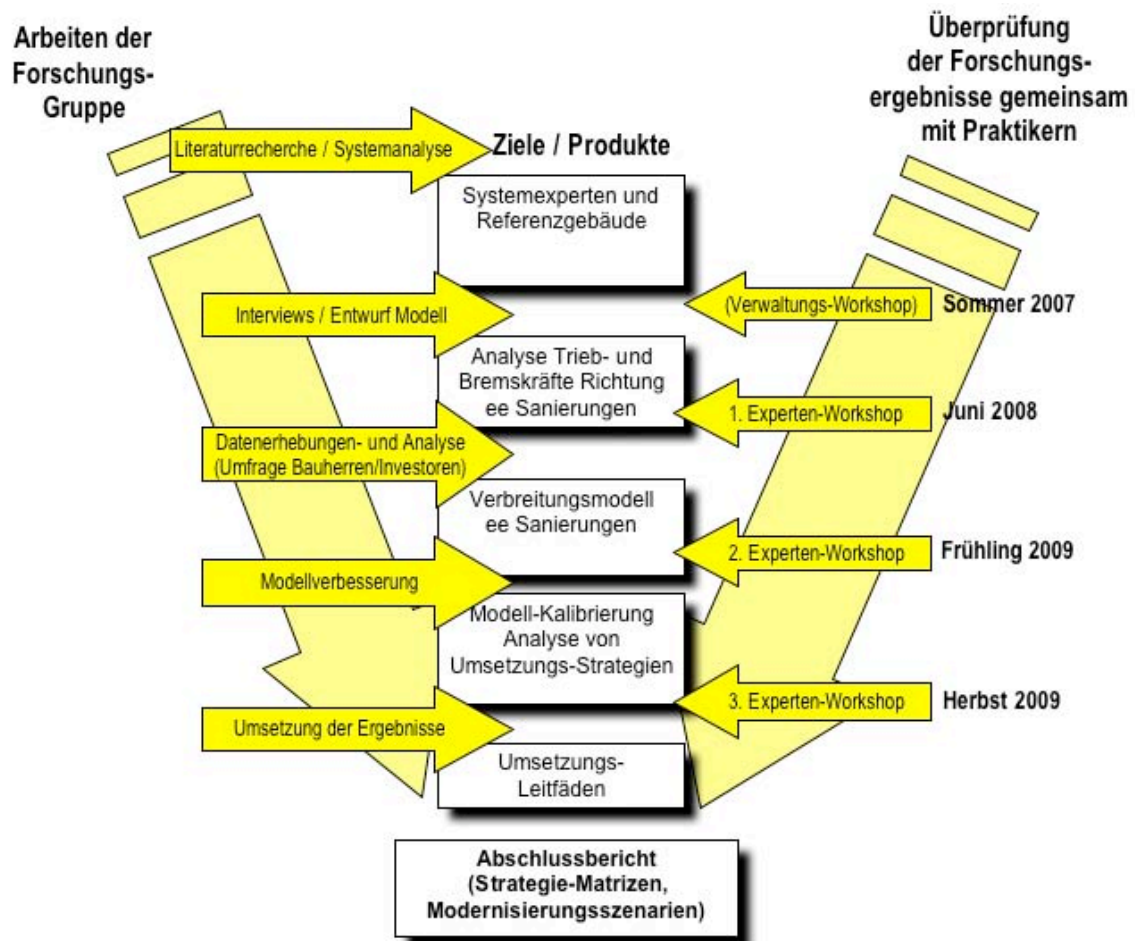 Arbeiten der
Forschungs-
Gruppe
Überprüfung
der Forschungs-
ergebnisse gemeinsam
mit Praktikern
Literaturrecherche / Systemanalyse
Ziele / Produkte
Systemexperten und
Referenzgebäude
Interviews / Entwurf Modell
(Verwaltungs-Workshop)
Sommer 2007
Analyse Trieb- und
Bremskräfte Richtung
ee Sanierungen
1. Experten-Workshop
Juni 2008
Datenerhebungen- und Analyse
(Umfrage Bauherren/Investoren)
Verbreitungsmodell
ee Sanierungen
2. Experten-Workshop
Frühling 2009
Modellverbesserung
Modell-Kalibrierung
Analyse von
Umsetzungs-Strategien
3. Experten-Workshop
Herbst 2009
Umsetzung der Ergebnisse
Umsetzungs-
Leitfäden
Abschlussbericht
(Strategie-Matrizen,
Modernisierungsszenarien)